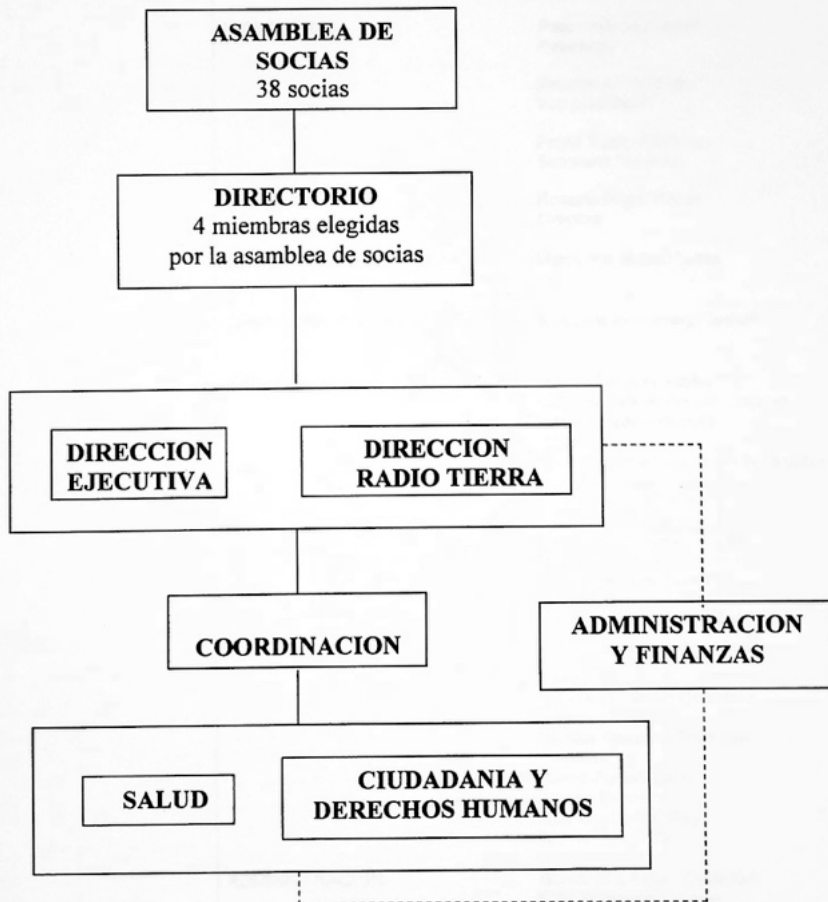 ASAMBLEA DE
SOCIAS
38 socias
DIRECTORIO
4 miembras elegidas
por la asamblea de socias
DIRECCION
EJECUTIVA
DIRECCION
RADIO TIERRA
COORDINACION
ADMINISTRACION
Y FINANZAS
SALUD
CIUDADANIA Y
DERECHOS HUMANOS